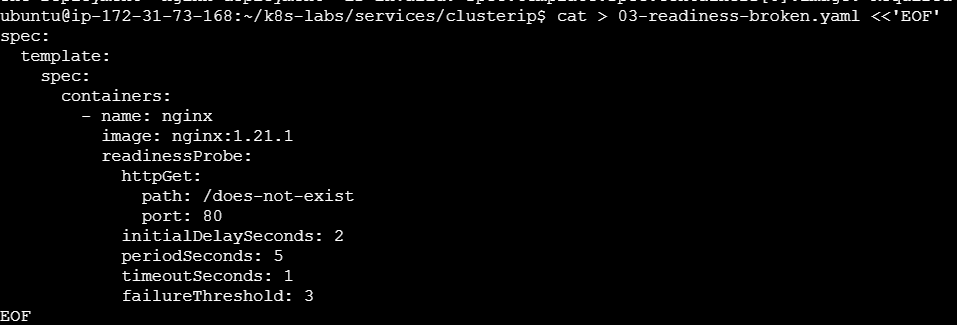 ubuntu@ip-172-31-73-168:~/k8s-labs/services/clusterip$ cat > 03-readiness-broken.yaml <<'EOF'
spec:
  template:
    spec:
      containers:
        - name: nginx
          image: nginx:1.21.1
          readinessProbe:
            httpGet:
              path: /does-not-exist
              port: 80
            initialDelaySeconds: 2
            periodSeconds: 5
            timeoutSeconds: 1
            failureThreshold: 3
EOF